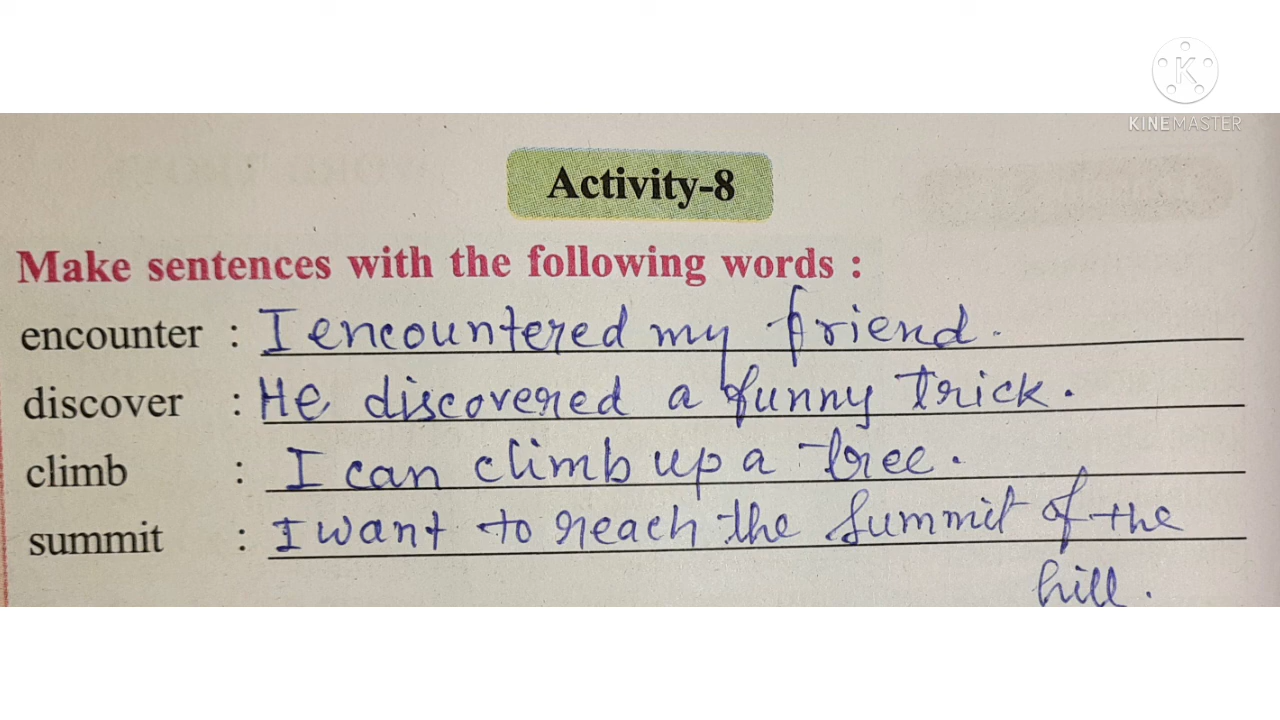 K
KINEMASTER
Activity-8
Make sentences with the following words :
encounter : I encountered my friend.
discover : He discovered a funny trick.
climb : I can climb up a tree.
summit : I want to reach the summit of the
hill.